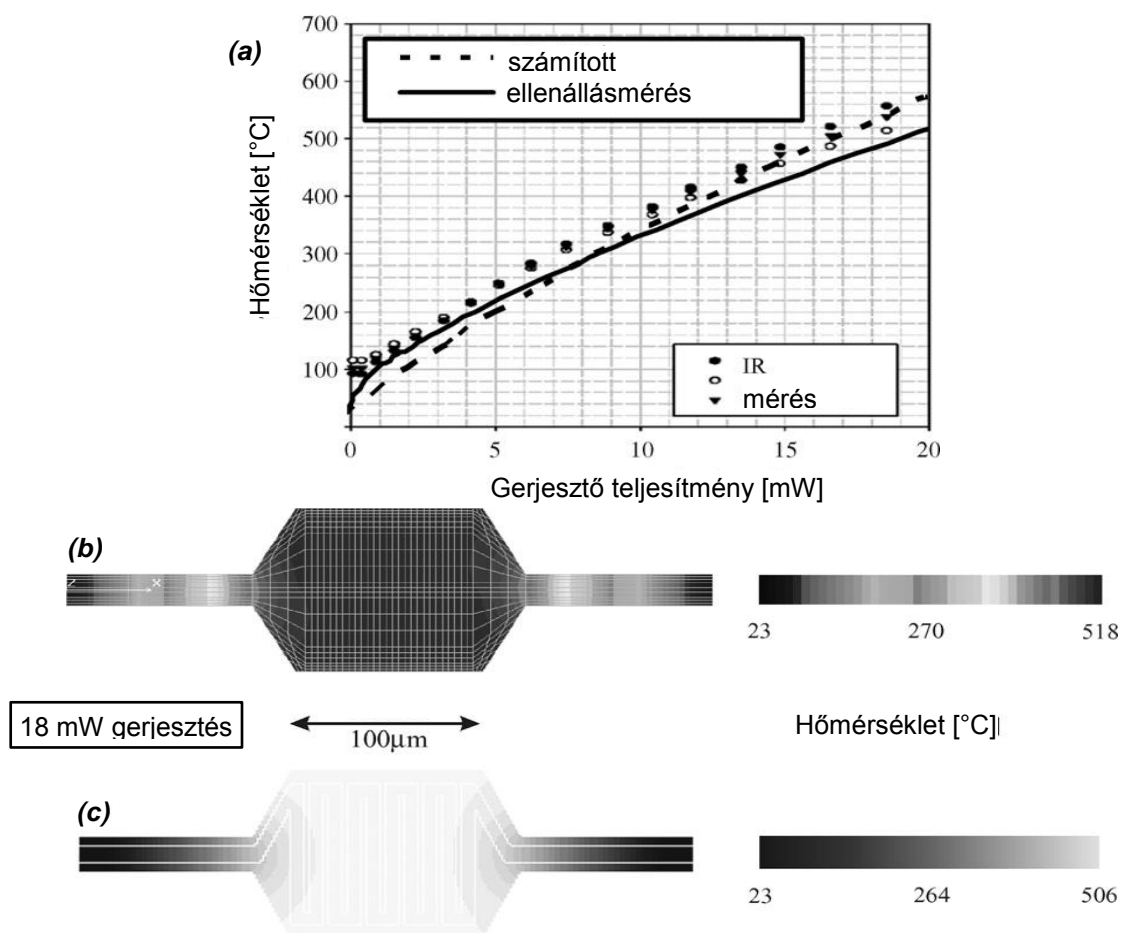 (a)
700
600
500
400
300
200
100
Hőmérséklet [°C]
számított
ellenállásmérés
IR
mérés
0 5 10 15 20
Gerjesztő teljesítmény [mW]
(b)
Z X
23 270 518
18 mW gerjesztés
100µm
Hőmérséklet [°C]
(c)
23 264 506